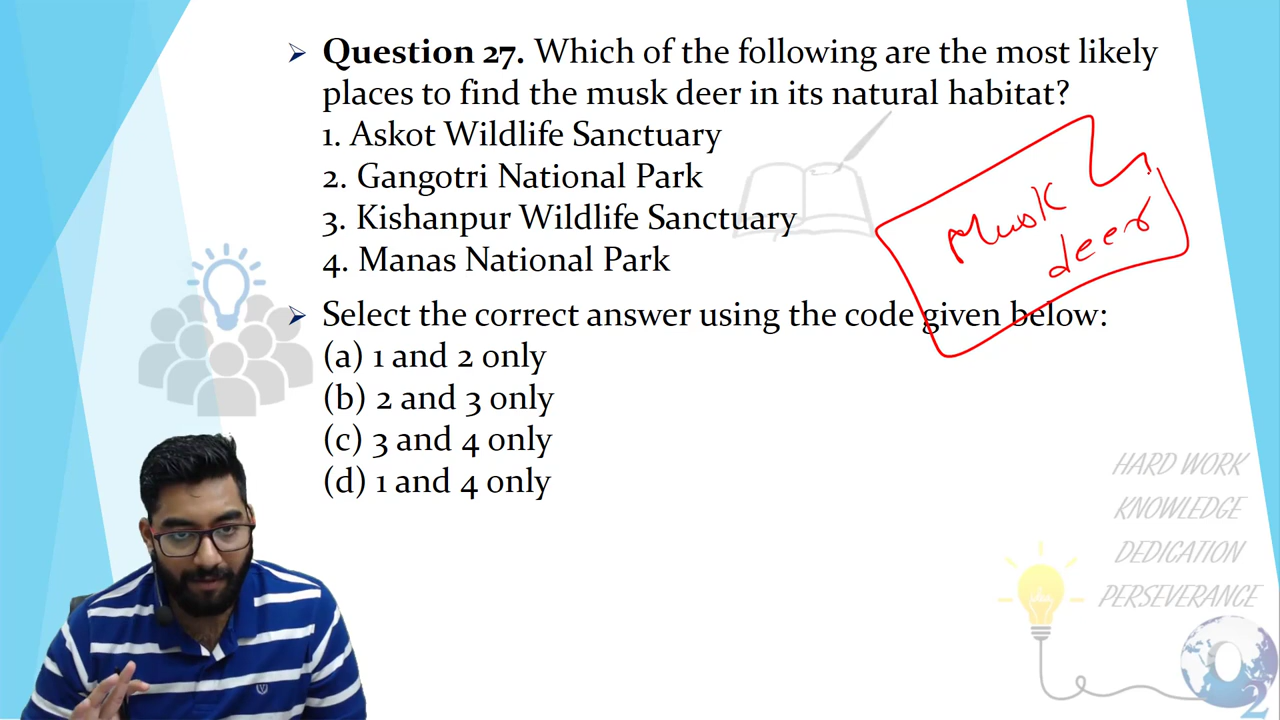 Question 27. Which of the following are the most likely
places to find the musk deer in its natural habitat?
1. Askot Wildlife Sanctuary
2. Gangotri National Park
3. Kishanpur Wildlife Sanctuary
4. Manas National Park
Select the correct answer using the code given below:
(a) 1 and 2 only
(b) 2 and 3 only
(c) 3 and 4 only
(d) 1 and 4 only
Musk
deer
HARD WORK
KNOWLEDGE
DEDICATION
PERSEVERANCE
O2